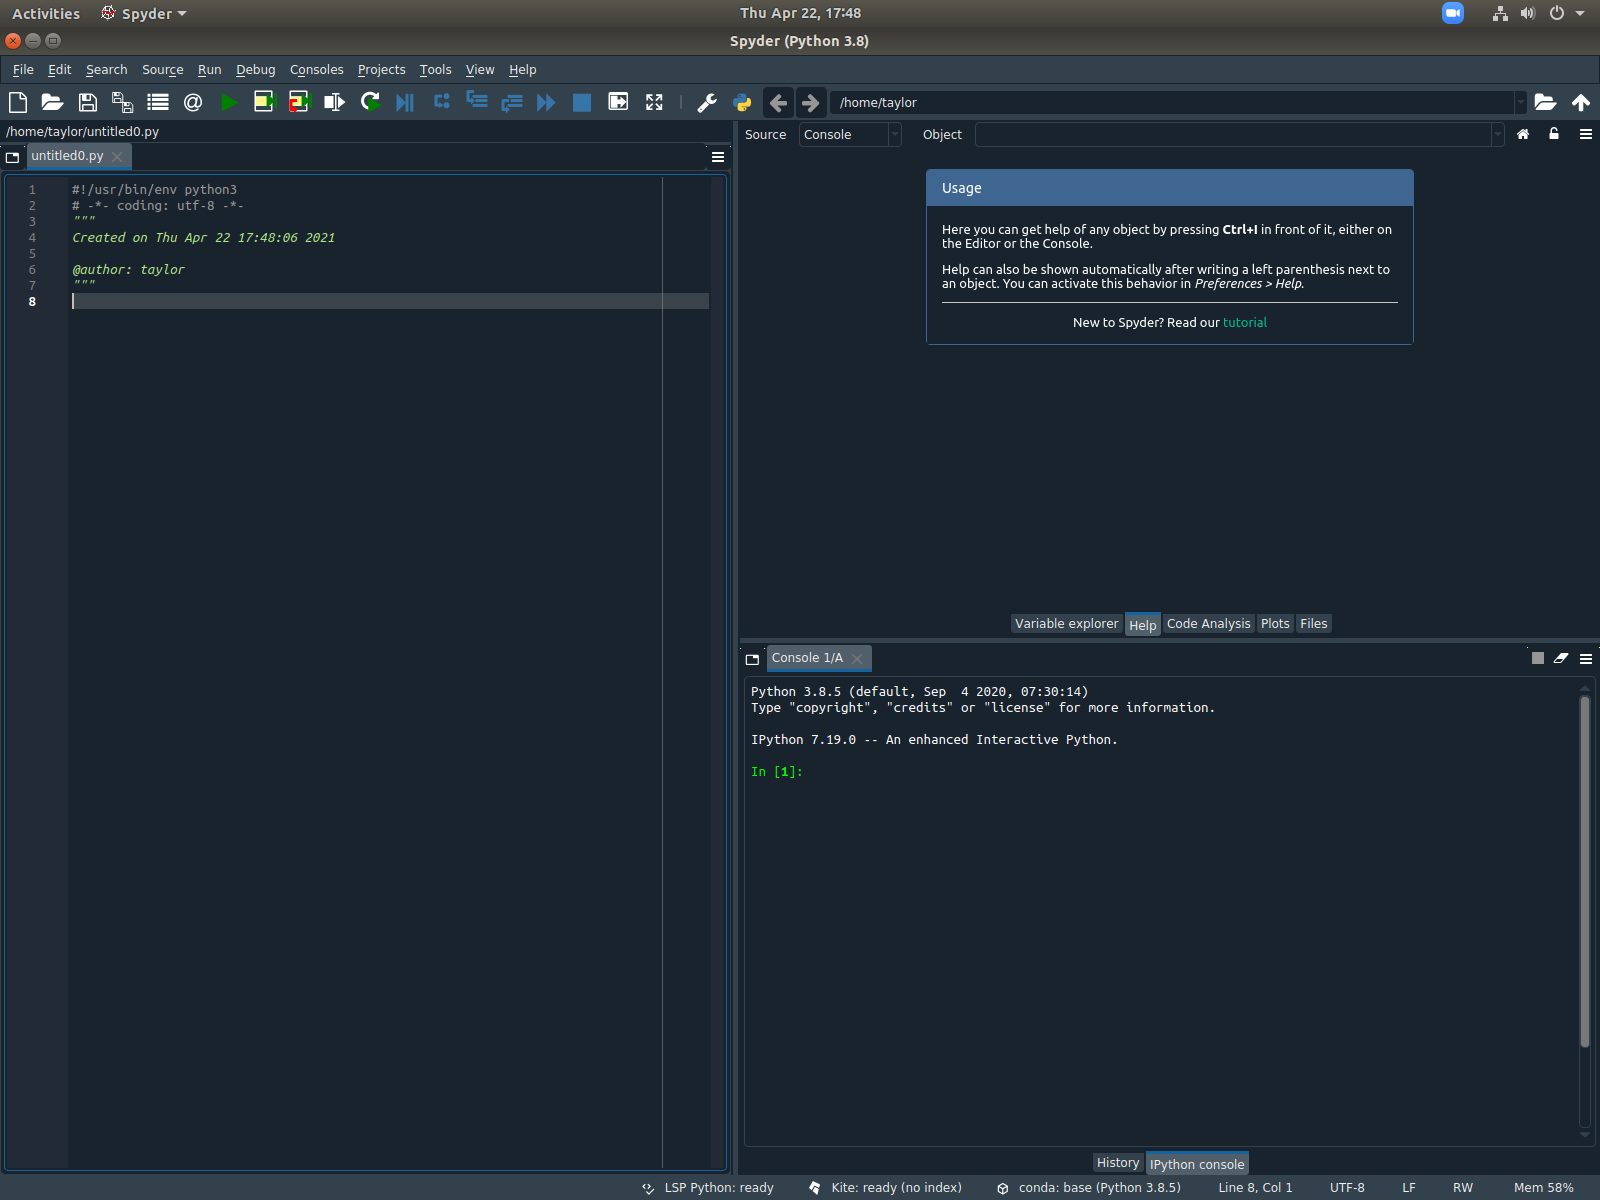 Activities Spyder Thu Apr 22, 17:48
Spyder (Python 3.8)
File Edit Search Source Run Debug Consoles Projects Tools View Help
/home/taylor
/home/taylor/untitled0.py
untitled0.py
1 #!/usr/bin/env python3
2 # -*- coding: utf-8 -*-
3 """
4 Created on Thu Apr 22 17:48:06 2021
5
6 @author: taylor
7 """
8
Source Console Object
Usage
Here you can get help of any object by pressing Ctrl+I in front of it, either on
the Editor or the Console.
Help can also be shown automatically after writing a left parenthesis next to
an object. You can activate this behavior in Preferences > Help.
New to Spyder? Read our tutorial
Variable explorer Help Code Analysis Plots Files
Console 1/A
Python 3.8.5 (default, Sep  4 2020, 07:30:14)
Type "copyright", "credits" or "license" for more information.
IPython 7.19.0 -- An enhanced Interactive Python.
In [1]:
History IPython console
LSP Python: ready Kite: ready (no index) conda: base (Python 3.8.5) Line 8, Col 1 UTF-8 LF RW Mem 58%